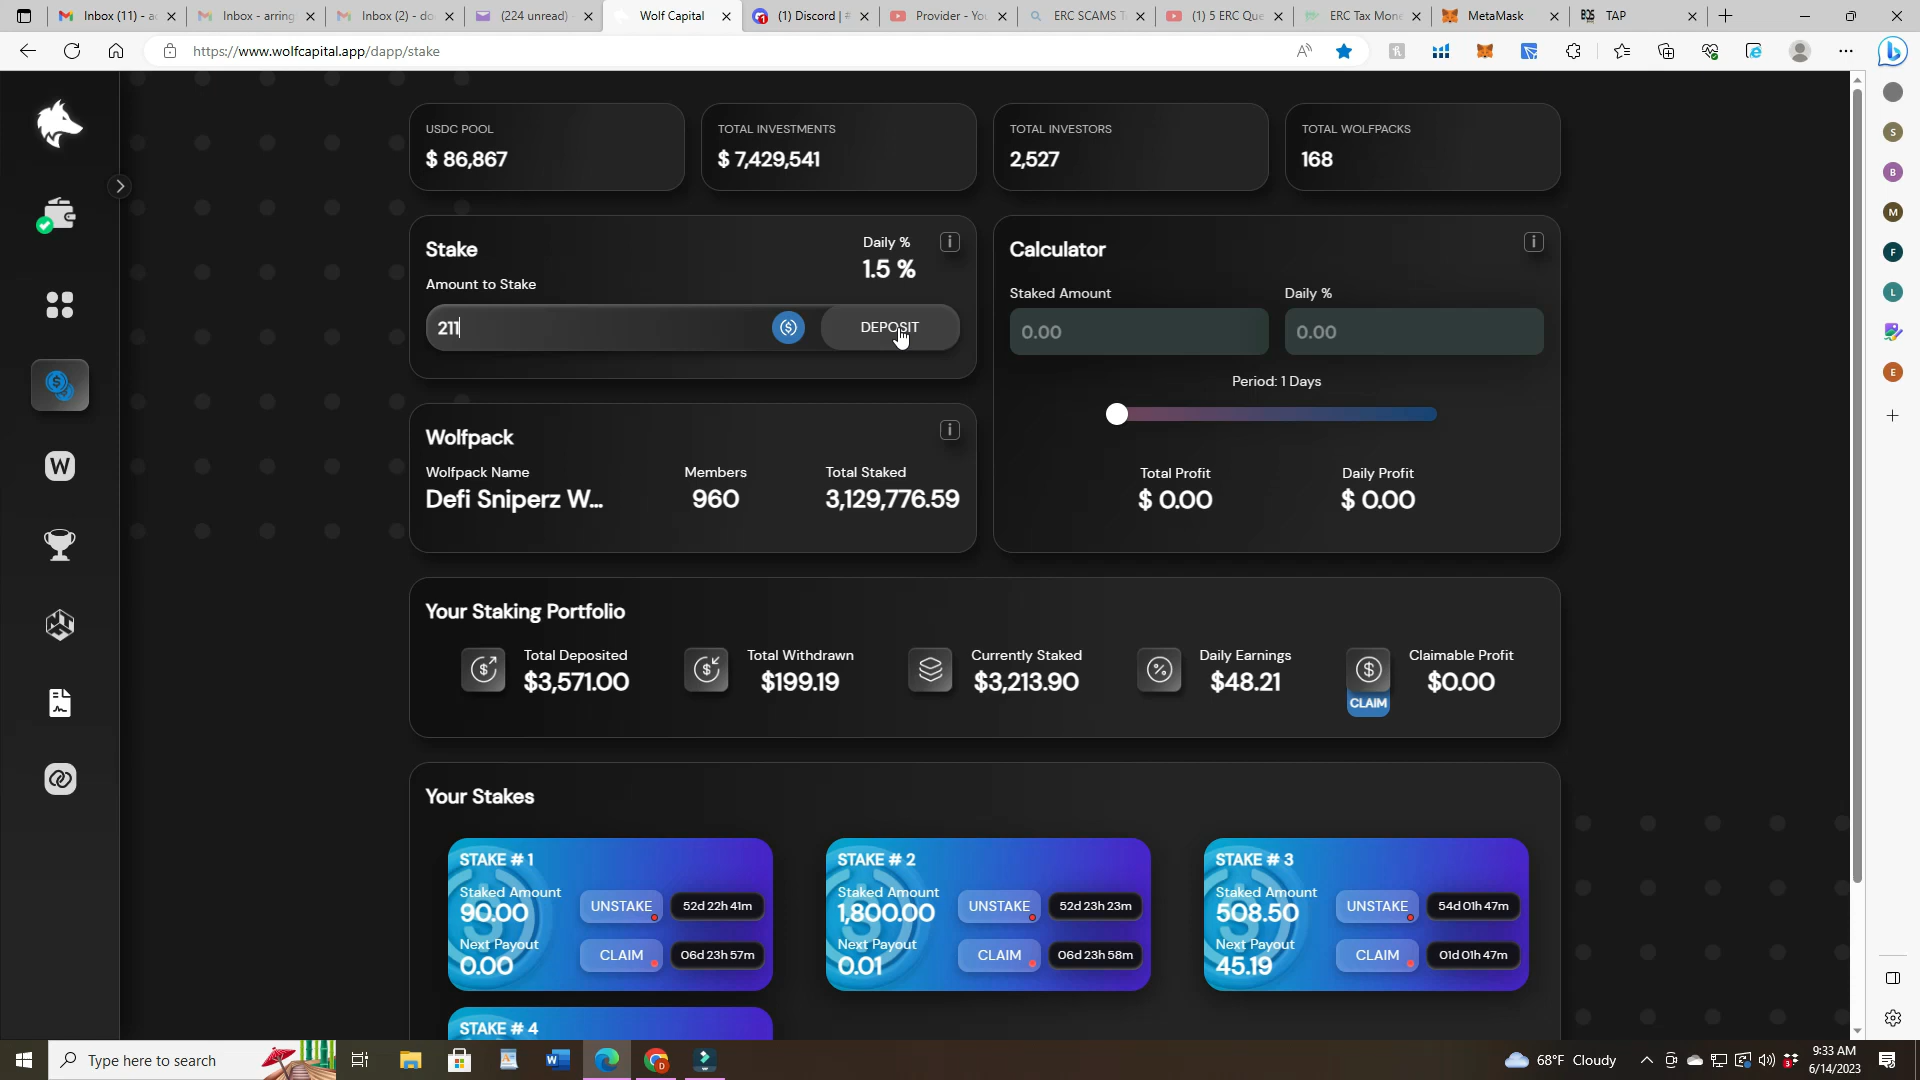 Inbox (11) - ac
Inbox - arring
Inbox (2) - do
(224 unread)
Wolf Capital
(1) Discord | #
Provider - You
ERC SCAMS T
(1) 5 ERC Que
ERC Tax Mone
MetaMask
TAP
https://www.wolfcapital.app/dapp/stake
USDC POOL
$ 86,867
TOTAL INVESTMENTS
$ 7,429,541
TOTAL INVESTORS
2,527
TOTAL WOLFPACKS
168
Stake
Daily %
1.5 %
Amount to Stake
211
DEPOSIT
Calculator
Staked Amount
Daily %
0.00
0.00
Period: 1 Days
Total Profit
Daily Profit
$ 0.00
$ 0.00
Wolfpack
Wolfpack Name
Members
Total Staked
Defi Sniperz W...
960
3,129,776.59
W
Your Staking Portfolio
Total Deposited
$3,571.00
Total Withdrawn
$199.19
Currently Staked
$3,213.90
Daily Earnings
$48.21
Claimable Profit
$0.00
CLAIM
Your Stakes
STAKE # 1
Staked Amount
90.00
UNSTAKE
52d 22h 41m
Next Payout
0.00
CLAIM
06d 23h 57m
STAKE # 2
Staked Amount
1,800.00
UNSTAKE
52d 23h 23m
Next Payout
0.01
CLAIM
06d 23h 58m
STAKE # 3
Staked Amount
508.50
UNSTAKE
54d 01h 47m
Next Payout
45.19
CLAIM
01d 01h 47m
STAKE # 4
S
B
M
F
L
E
Type here to search
68°F Cloudy
9:33 AM
6/14/2023